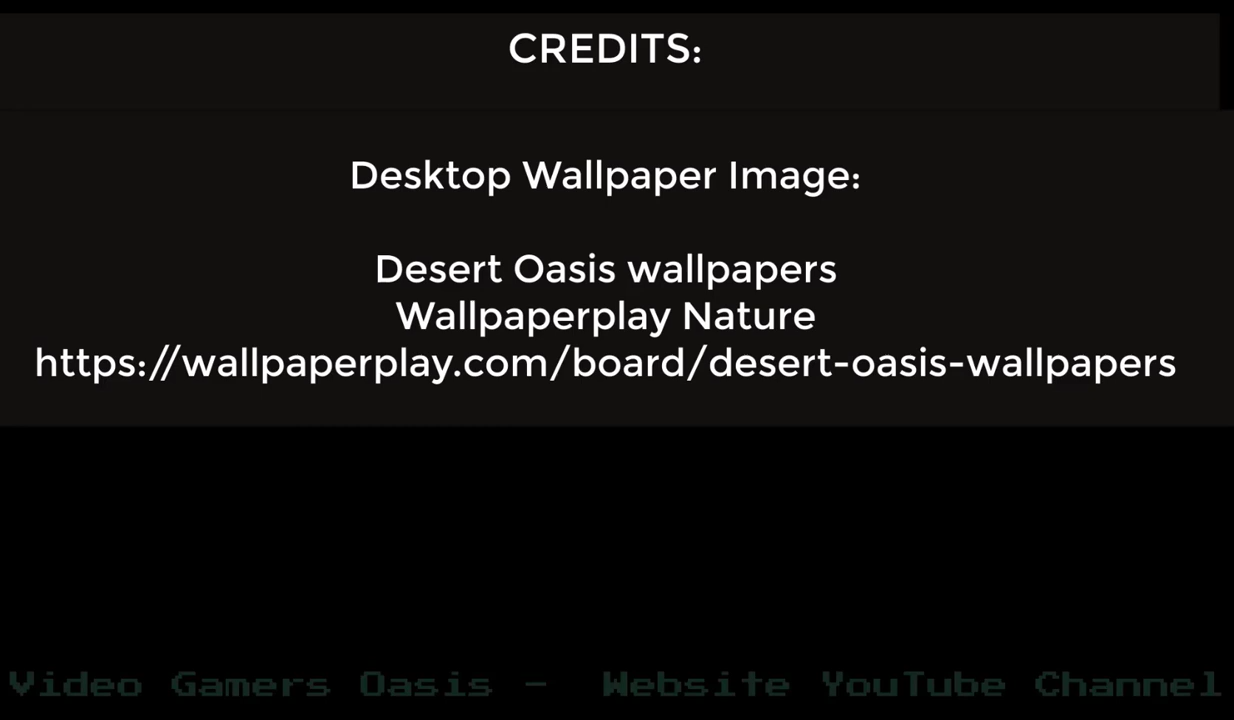 CREDITS:
Desktop Wallpaper Image:
Desert Oasis wallpapers
Wallpaperplay Nature
https://wallpaperplay.com/board/desert-oasis-wallpapers
Video Gamers Oasis - Website YouTube Channel